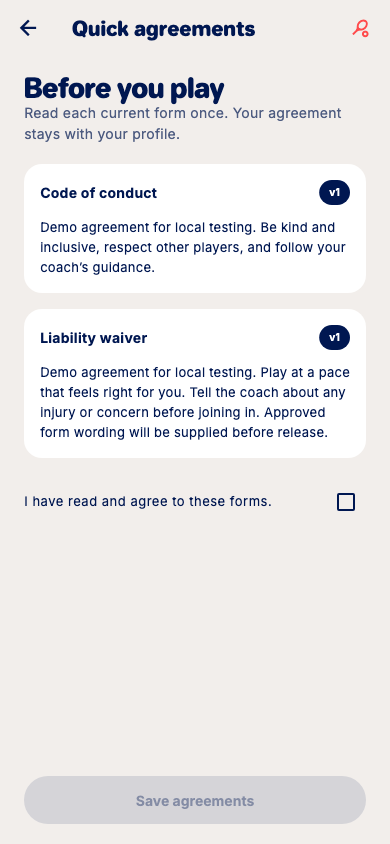 Quick agreements
Before you play
Read each current form once. Your agreement
stays with your profile.
Code of conduct
v1
Demo agreement for local testing. Be kind and
inclusive, respect other players, and follow your
coach’s guidance.
Liability waiver
v1
Demo agreement for local testing. Play at a pace
that feels right for you. Tell the coach about any
injury or concern before joining in. Approved
form wording will be supplied before release.
I have read and agree to these forms.
Save agreements